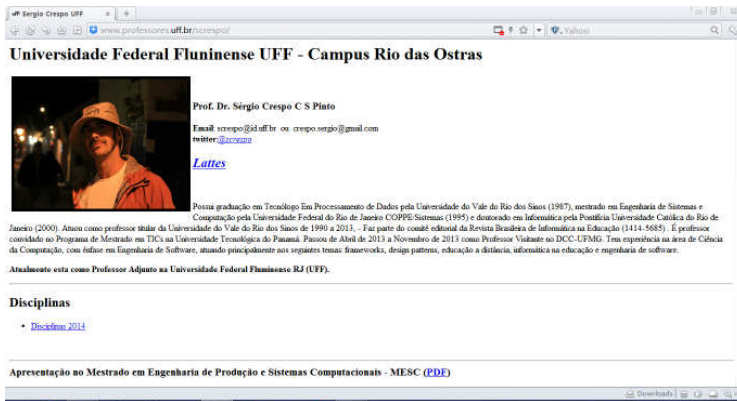 Sergio Crespo UFF
www.professores.uff.br/screspo/
Yahoo
Universidade Federal Fluninense UFF - Campus Rio das Ostras
Prof. Dr. Sérgio Crespo C S Pinto
Email: screspo@id.uff.br ou crespo.sergio@gmail.com
twitter:@screspo
Lattes
Possui graduação em Tecnólogo Em Processamento de Dados pela Universidade do Vale do Rio dos Sinos (1987), mestrado em Engenharia de Sistemas e
Computação pela Universidade Federal do Rio de Janeiro COPPE/Sistemas (1995) e doutorado em Informática pela Pontifícia Universidade Católica do Rio de
Janeiro (2000). Atuou como professor titular da Universidade do Vale do Rio dos Sinos de 1990 a 2013, - Faz parte do comitê editorial da Revista Brasileira de Informática na Educação (1414-5685) . É professor
convidado no Programa de Mestrado em TICs na Universidade Tecnológica do Panamá. Passou de Abril de 2013 a Novembro de 2013 como Professor Visitante no DCC-UFMG. Tem experiência na área de Ciência
da Computação, com ênfase em Engenharia de Software, atuando principalmente nos seguintes temas: frameworks, design patterns, educação a distância, informática na educação e engenharia de software.
Atualmente esta como Professor Adjunto na Universidade Federal Fluminense RJ (UFF).
Disciplinas
• Disciplinas 2014
Apresentação no Mestrado em Engenharia de Produção e Sistemas Computacionais - MESC (PDF)
Downloads